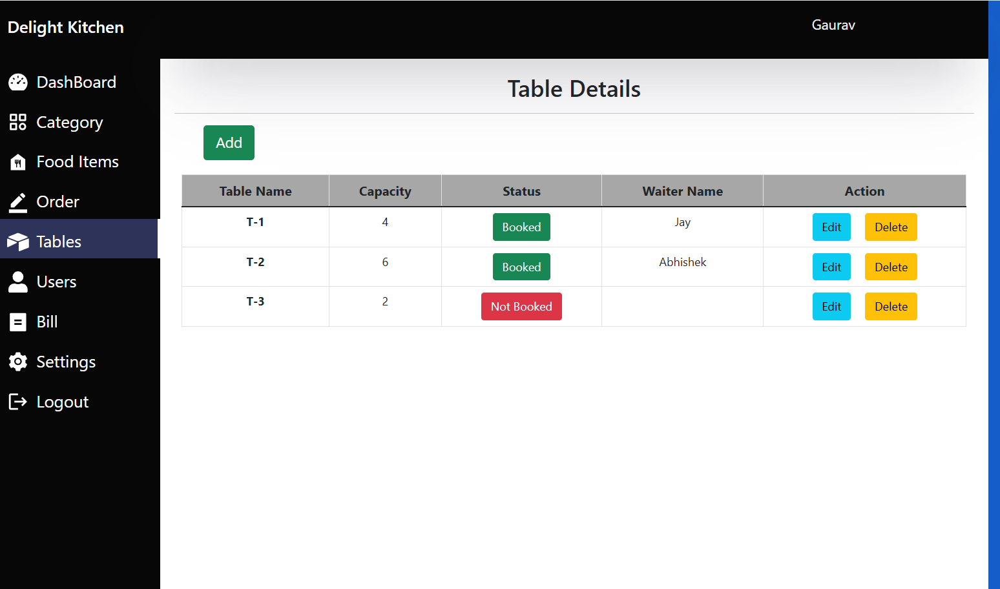 Delight Kitchen
Gaurav
DashBoard
Category
Food Items
Order
Tables
Users
Bill
Settings
Logout
Table Details
Add
Table Name Capacity Status Waiter Name Action
T-1 4 Booked Jay Edit Delete
T-2 6 Booked Abhishek Edit Delete
T-3 2 Not Booked Edit Delete